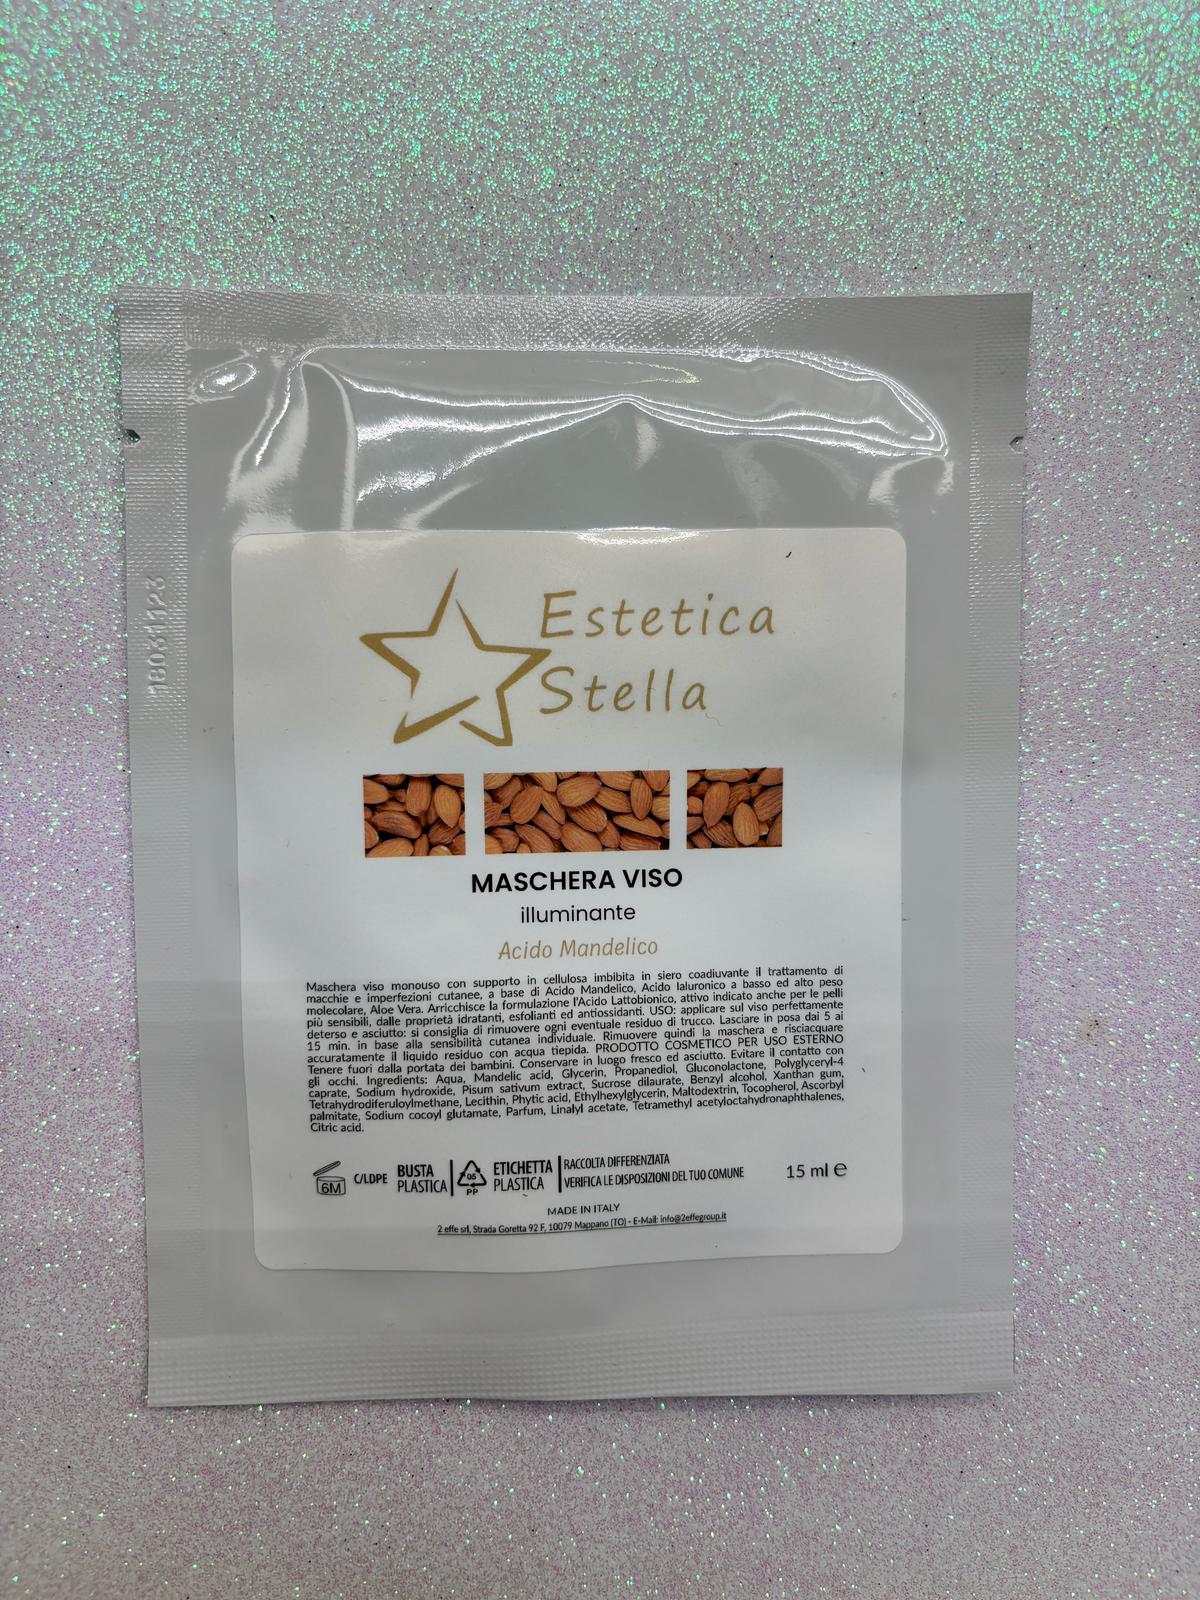 Estetica
Stella
MASCHERA VISO
illuminante
Acido Mandelico
Maschera viso monouso con supporto in cellulosa imbibita in siero coadiuvante il trattamento di
macchie e imperfezioni cutanee, a base di Acido Mandelico, Acido Ialuronico a basso ed alto peso
molecolare, Aloe Vera. Arricchisce la formulazione l'Acido Lattobionico, attivo indicato anche per le pelli
più sensibili, dalle proprietà idratanti, esfolianti ed antiossidanti. USO: applicare sul viso perfettamente
deterso e asciutto: si consiglia di rimuovere ogni eventuale residuo di trucco. Lasciare in posa dai 5 ai
15 min. in base alla sensibilità cutanea individuale. Rimuovere quindi la maschera e risciacquare
accuratamente il liquido residuo con acqua tiepida. PRODOTTO COSMETICO PER USO ESTERNO
Tenere fuori dalla portata dei bambini. Conservare in luogo fresco ed asciutto. Evitare il contatto con
gli occhi. Ingredients: Aqua, Mandelic acid, Glycerin, Propanediol, Gluconolactone, Polyglyceryl-4
caprate, Sodium hydroxide, Pisum sativum extract, Sucrose dilaurate, Benzyl alcohol, Xanthan gum,
Tetrahydrodiferuloylmethane, Lecithin, Phytic acid, Ethylhexylglycerin, Maltodextrin, Tocopherol, Ascorbyl
palmitate, Sodium cocoyl glutamate, Parfum, Linalyl acetate, Tetramethyl acetyloctahydronaphthalenes,
Citric acid.
6M C/LDPE BUSTA PLASTICA 05 PP ETICHETTA PLASTICA RACCOLTA DIFFERENZIATA
VERIFICA LE DISPOSIZIONI DEL TUO COMUNE
15 ml e
MADE IN ITALY
2 effe srl, Strada Goretta 92 F, 10079 Mappano (TO) - E-Mail: info@2effegroup.it